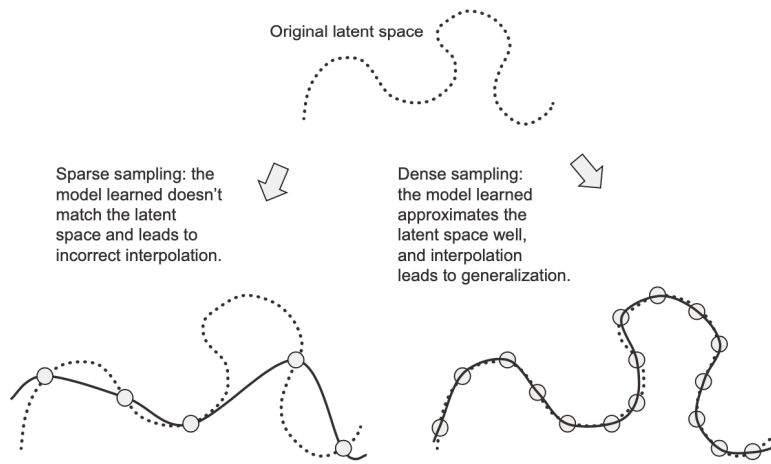 Original latent space
Sparse sampling: the
model learned doesn't
match the latent
space and leads to
incorrect interpolation.
Dense sampling:
the model learned
approximates the
latent space well,
and interpolation
leads to generalization.